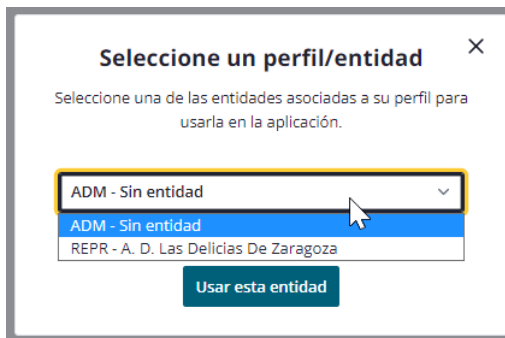 Seleccione un perfil/entidad
Seleccione una de las entidades asociadas a su perfil para
usarla en la aplicación.
ADM - Sin entidad
ADM - Sin entidad
REPR - A. D. Las Delicias De Zaragoza
Usar esta entidad